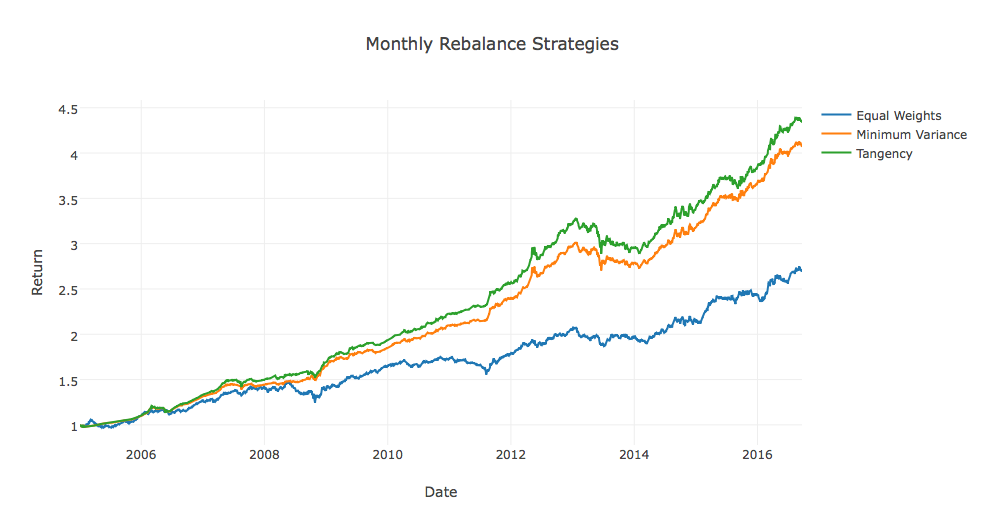 Monthly Rebalance Strategies
4.5
4
3.5
3
2.5
2
1.5
1
Return
2006 2008 2010 2012 2014 2016
Date
Equal Weights
Minimum Variance
Tangency